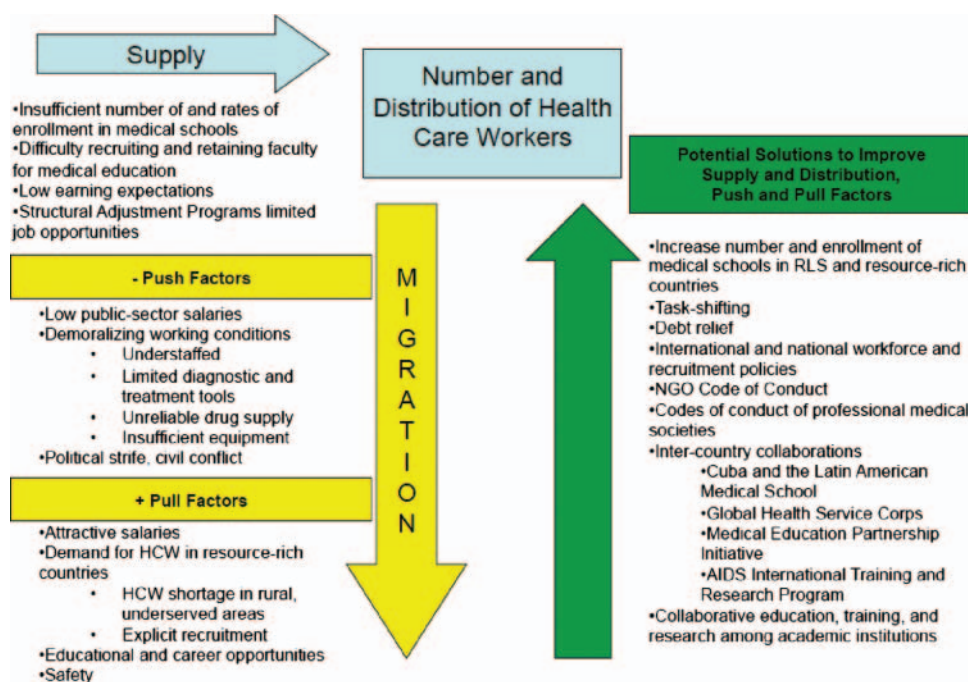 Supply
•Insufficient number of and rates of
enrollment in medical schools
•Difficulty recruiting and retaining faculty
for medical education
•Low earning expectations
•Structural Adjustment Programs limited
job opportunities
- Push Factors
•Low public-sector salaries
•Demoralizing working conditions
• Understaffed
• Limited diagnostic and
treatment tools
• Unreliable drug supply
• Insufficient equipment
•Political strife, civil conflict
+ Pull Factors
•Attractive salaries
•Demand for HCW in resource-rich
countries
• HCW shortage in rural,
underserved areas
• Explicit recruitment
•Educational and career opportunities
•Safety
Number and
Distribution of Health
Care Workers
M
I
G
R
A
T
I
O
N
Potential Solutions to Improve
Supply and Distribution,
Push and Pull Factors
•Increase number and enrollment of
medical schools in RLS and resource-rich
countries
•Task-shifting
•Debt relief
•International and national workforce and
recruitment policies
•NGO Code of Conduct
•Codes of conduct of professional medical
societies
•Inter-country collaborations
•Cuba and the Latin American
Medical School
•Global Health Service Corps
•Medical Education Partnership
Initiative
•AIDS International Training and
Research Program
•Collaborative education, training, and
research among academic institutions